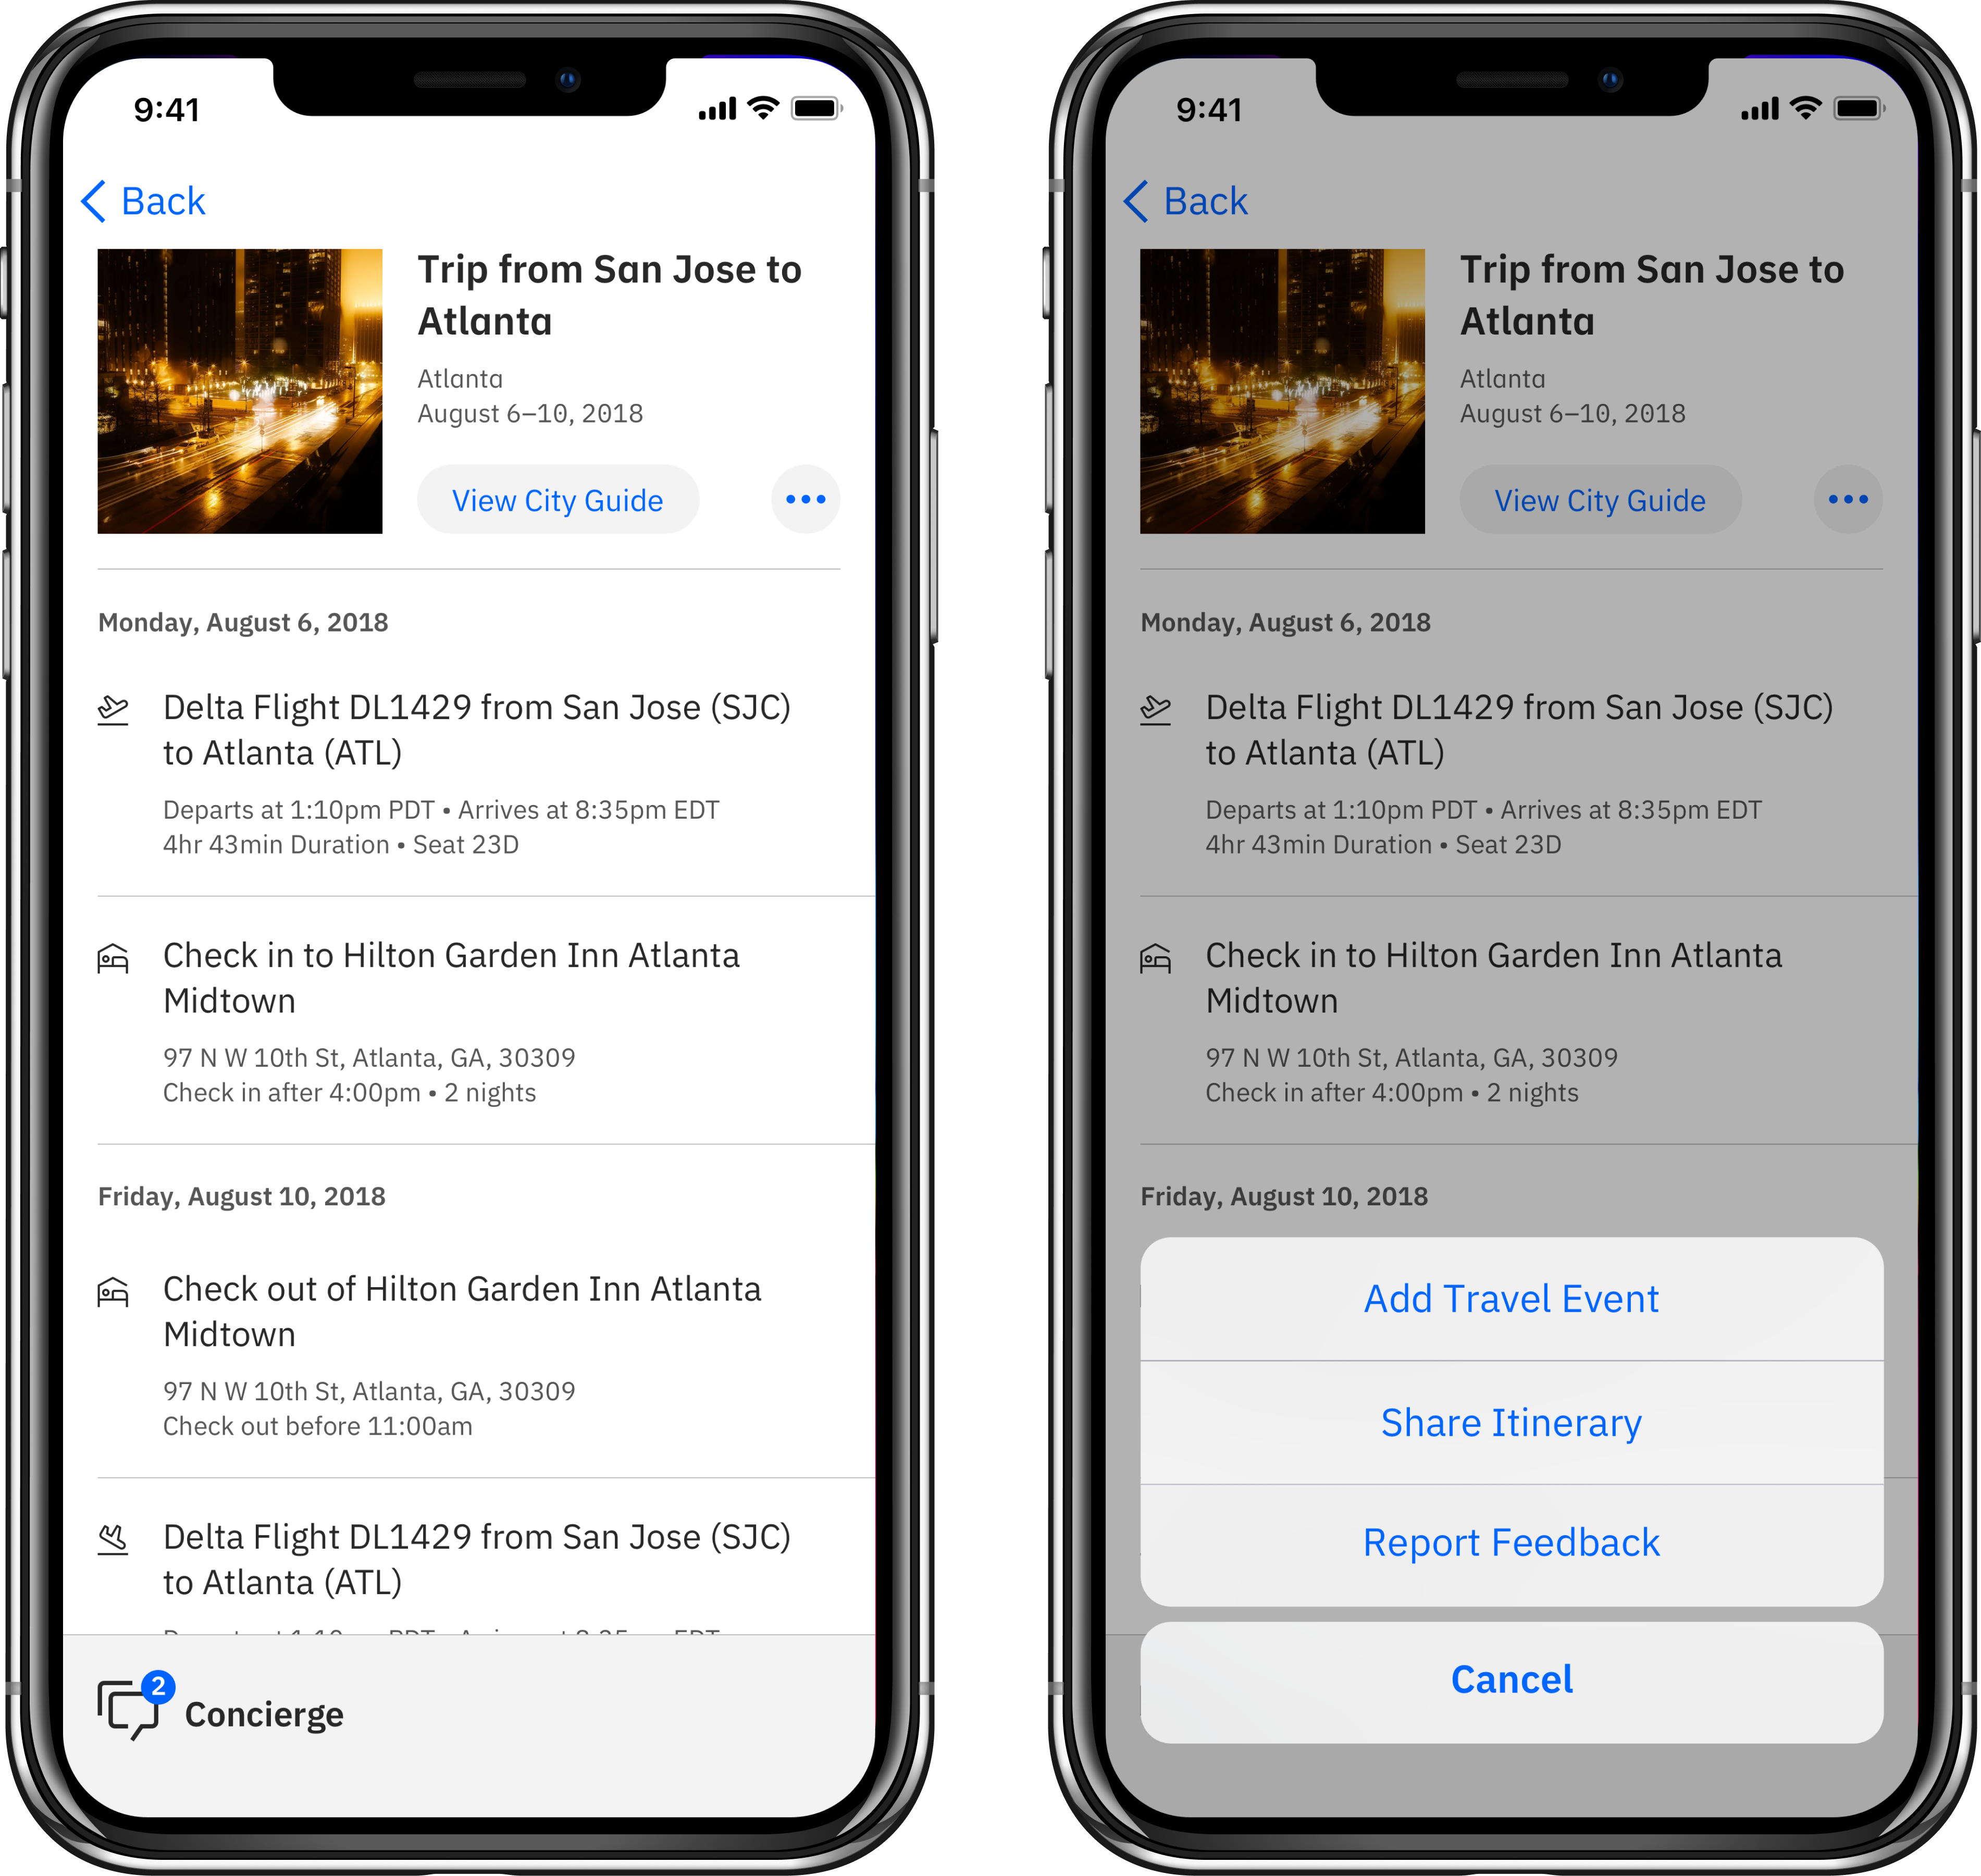 9:41
Back
Trip from San Jose to
Atlanta
Atlanta
August 6–10, 2018
View City Guide
Monday, August 6, 2018
Delta Flight DL1429 from San Jose (SJC)
to Atlanta (ATL)
Departs at 1:10pm PDT • Arrives at 8:35pm EDT
4hr 43min Duration • Seat 23D
Check in to Hilton Garden Inn Atlanta
Midtown
97 N W 10th St, Atlanta, GA, 30309
Check in after 4:00pm • 2 nights
Friday, August 10, 2018
Check out of Hilton Garden Inn Atlanta
Midtown
97 N W 10th St, Atlanta, GA, 30309
Check out before 11:00am
Delta Flight DL1429 from San Jose (SJC)
to Atlanta (ATL)
2
Concierge
9:41
Back
Trip from San Jose to
Atlanta
Atlanta
August 6–10, 2018
View City Guide
Monday, August 6, 2018
Delta Flight DL1429 from San Jose (SJC)
to Atlanta (ATL)
Departs at 1:10pm PDT • Arrives at 8:35pm EDT
4hr 43min Duration • Seat 23D
Check in to Hilton Garden Inn Atlanta
Midtown
97 N W 10th St, Atlanta, GA, 30309
Check in after 4:00pm • 2 nights
Friday, August 10, 2018
Add Travel Event
Share Itinerary
Report Feedback
Cancel